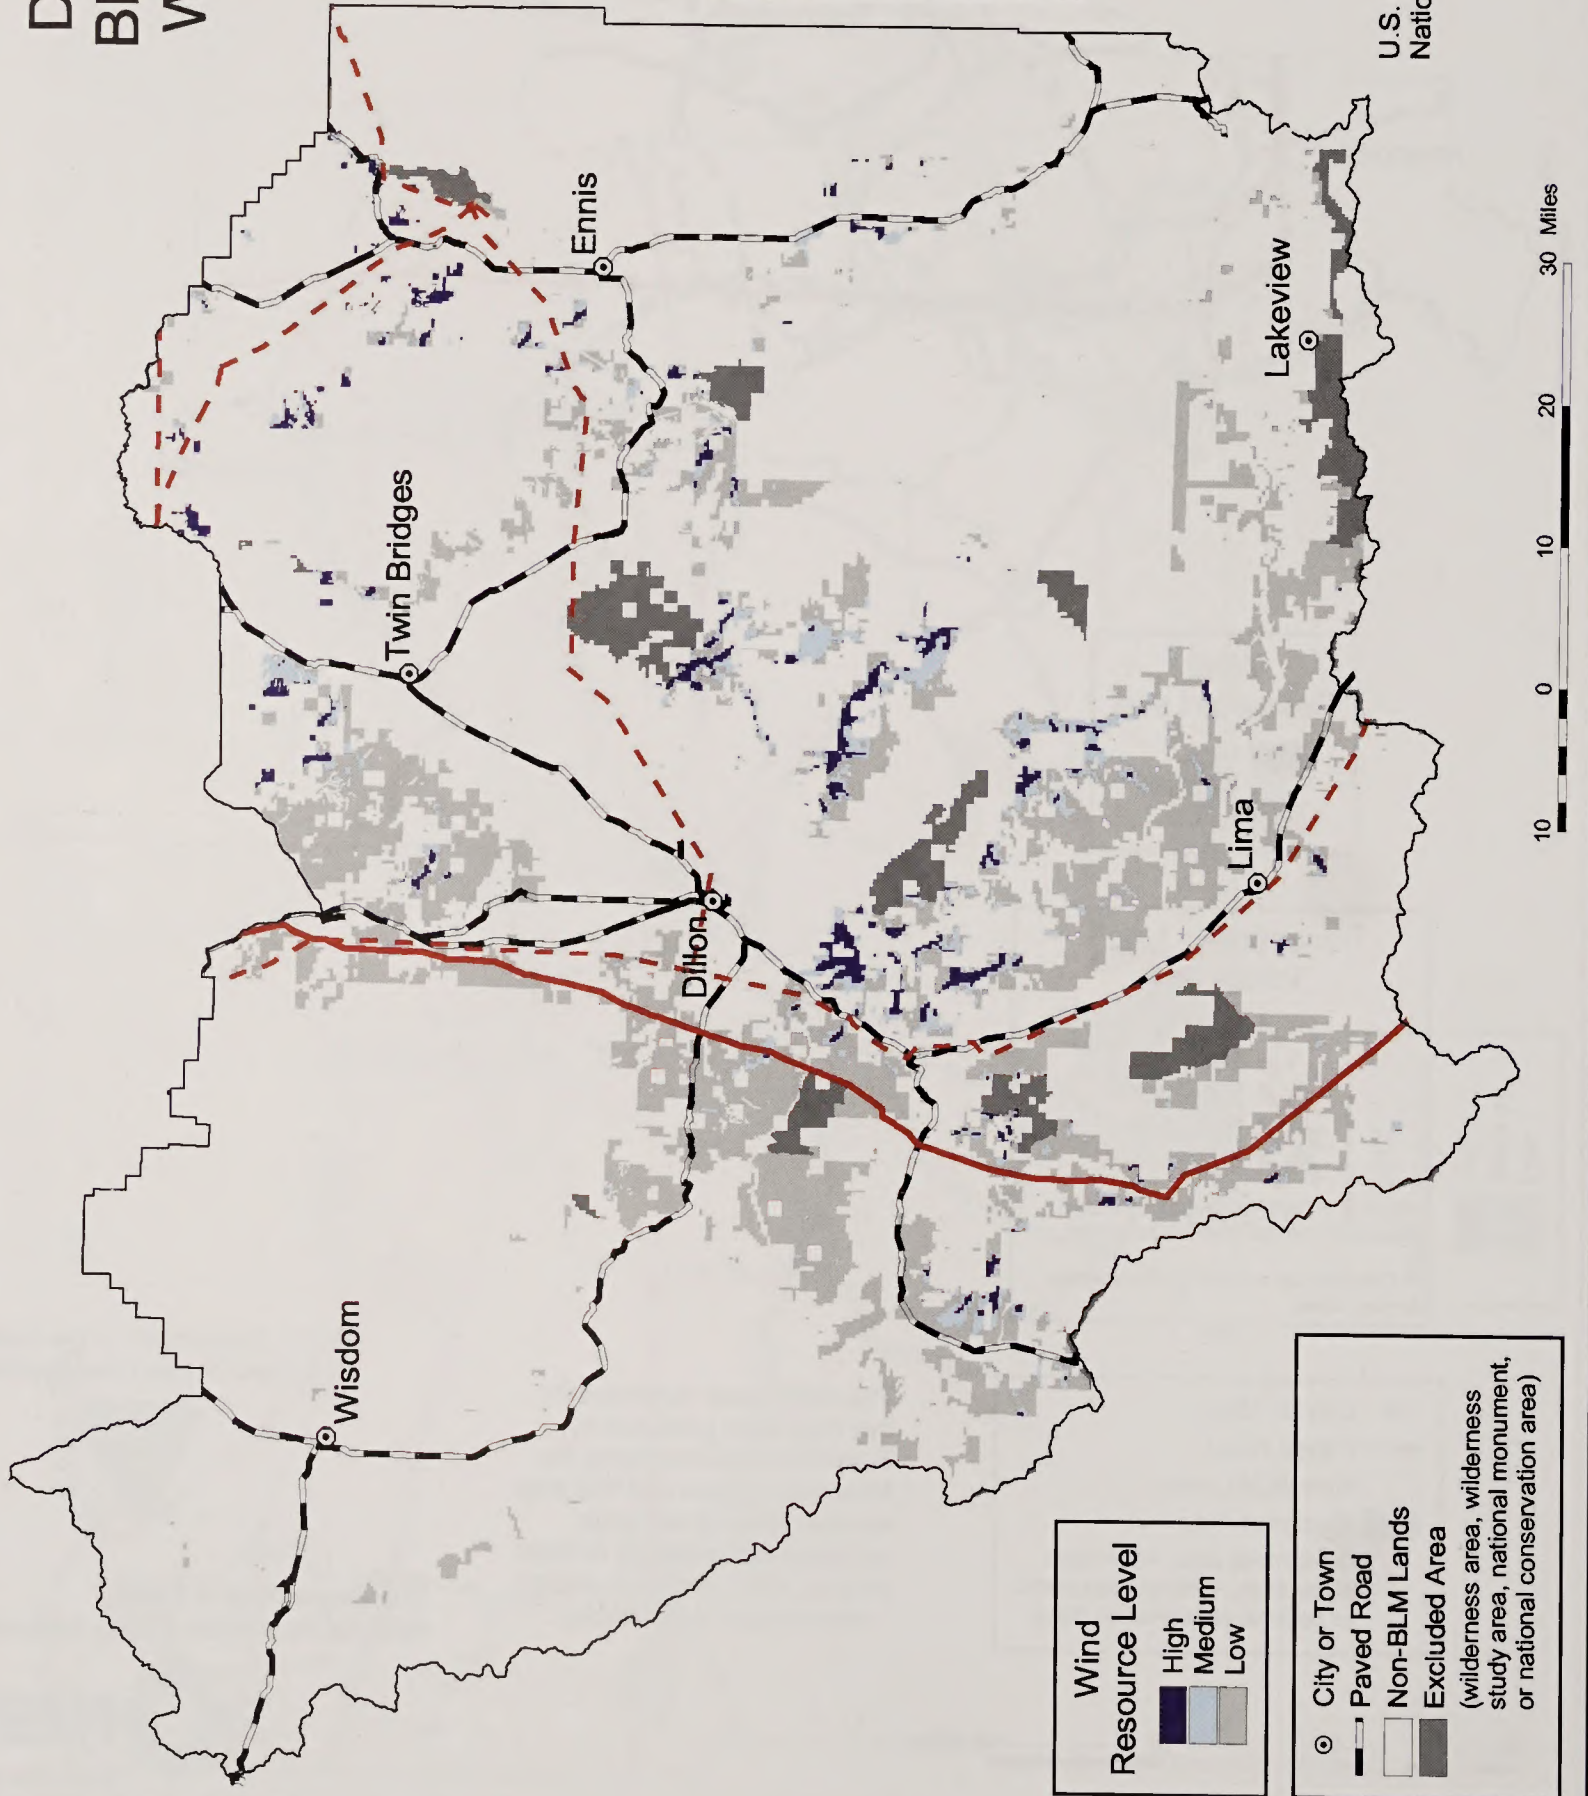 D
Bl
W
U.S.
Natio
Ennis
Twin Bridges
Lakeview
Dillon
Lima
Wisdom
10 0 10 20 30 Miles
Wind
Resource Level
High
Medium
Low
City or Town
Paved Road
Non-BLM Lands
Excluded Area
(wilderness area, wilderness
study area, national monument,
or national conservation area)